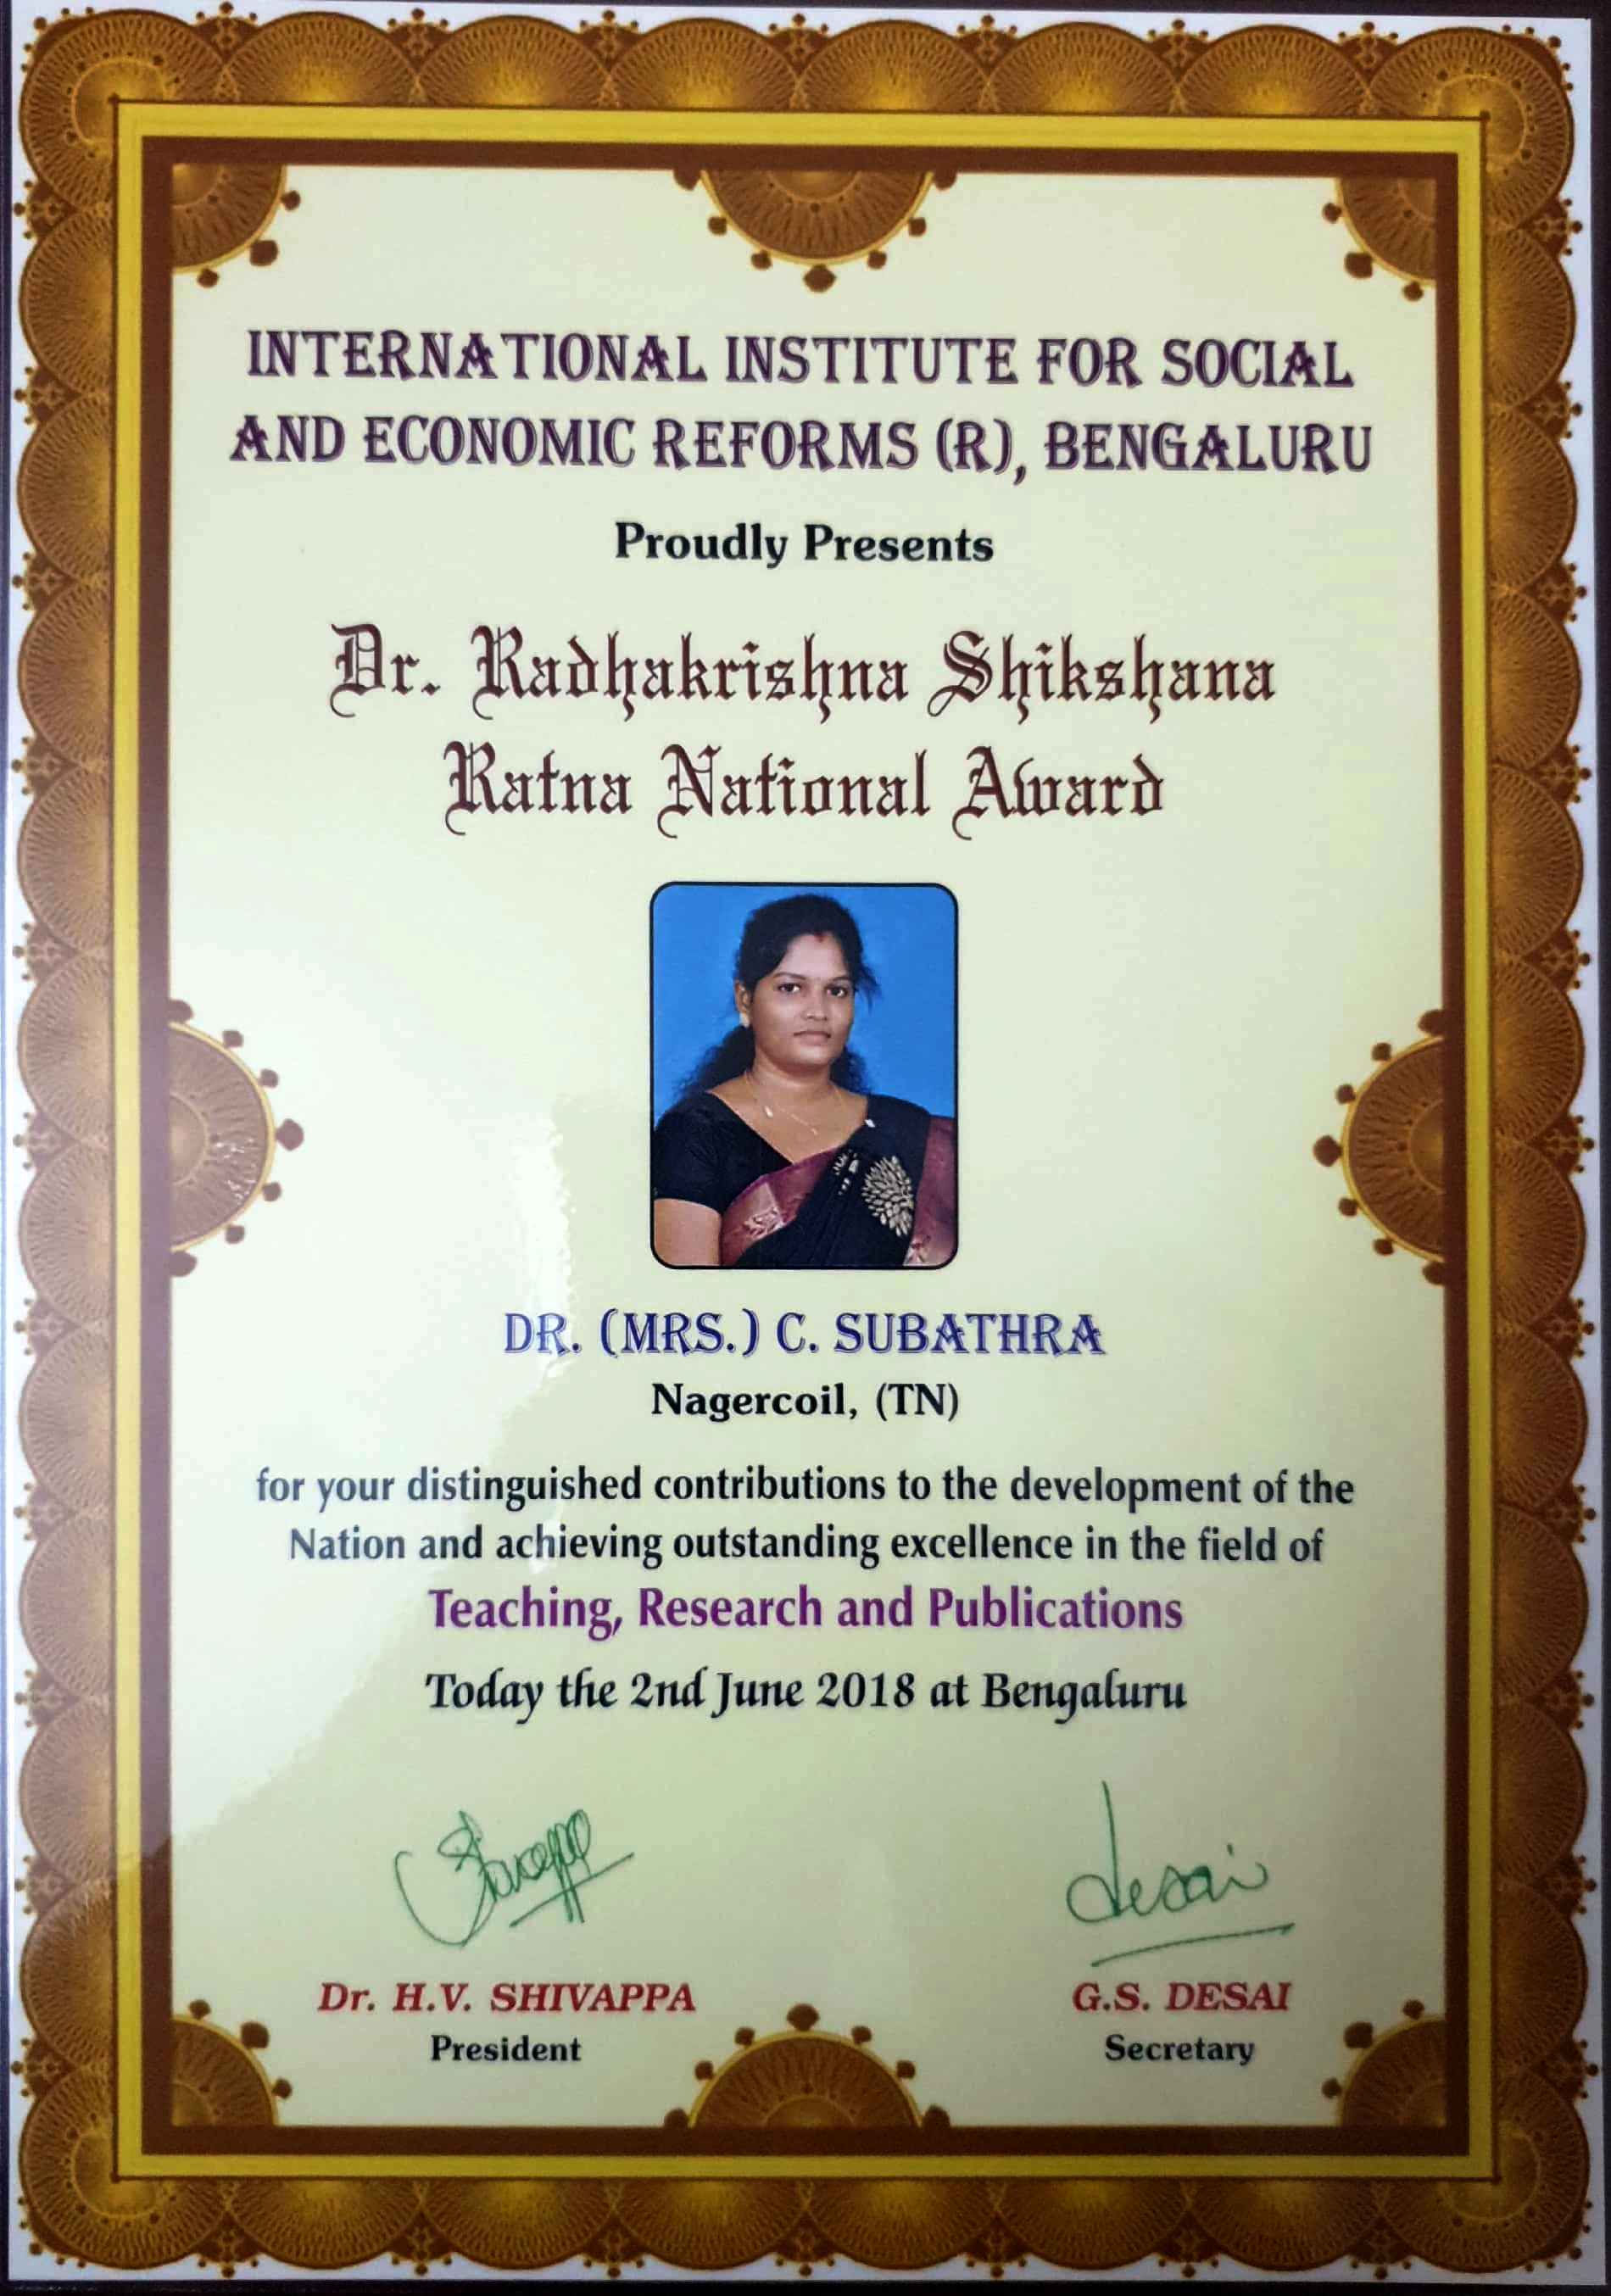 INTERNATIONAL INSTITUTE FOR SOCIAL
AND ECONOMIC REFORMS (R), BENGALURU
Proudly Presents
Dr. Radhakrishna Shikshana
Ratna National Award
DR. (MRS.) C. SUBATHRA
Nagercoil, (TN)
for your distinguished contributions to the development of the
Nation and achieving outstanding excellence in the field of
Teaching, Research and Publications
Today the 2nd June 2018 at Bengaluru
Shivappa
Desai
Dr. H.V. SHIVAPPA
G.S. DESAI
President
Secretary